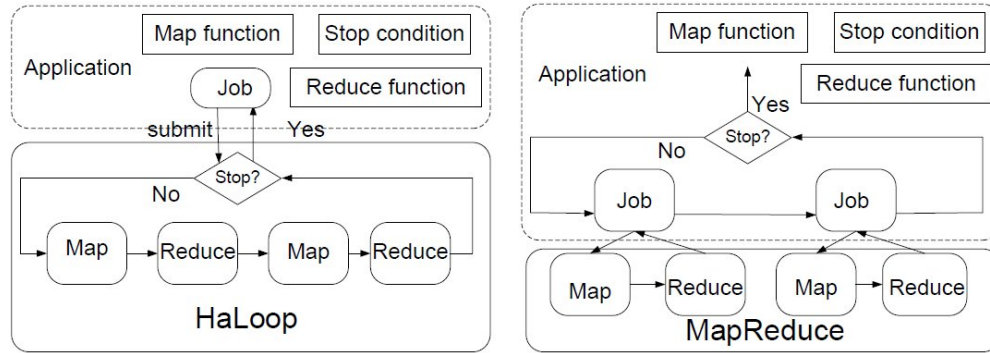 Map function
Stop condition
Application
Job
Reduce function
submit
Yes
Stop?
No
Map
Reduce
Map
Reduce
HaLoop
Map function
Stop condition
Application
Reduce function
Yes
Stop?
No
Job
Job
Map
Reduce
Map
Reduce
MapReduce